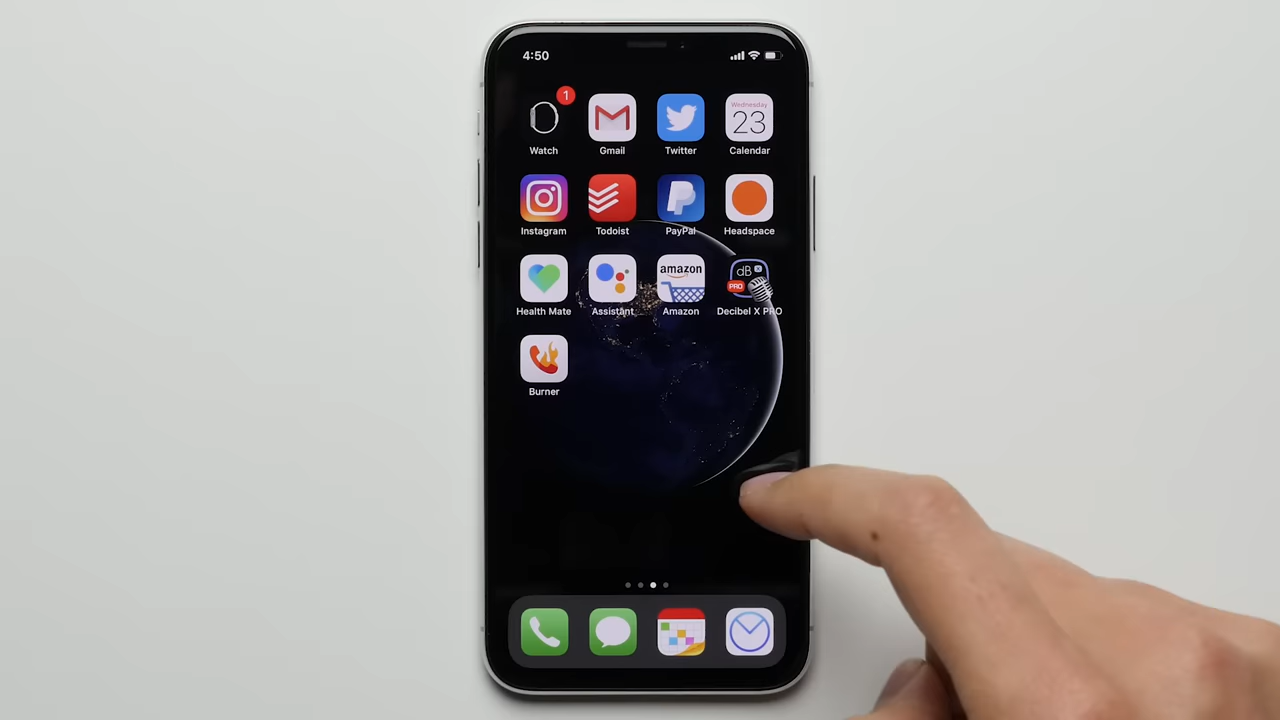 4:50
1
Wednesday
23
Watch
Gmail
Twitter
Calendar
Instagram
Todoist
PayPal
Headspace
amazon
dB X
PRO
Health Mate
Assistant
Amazon
Decibel X PRO
Burner